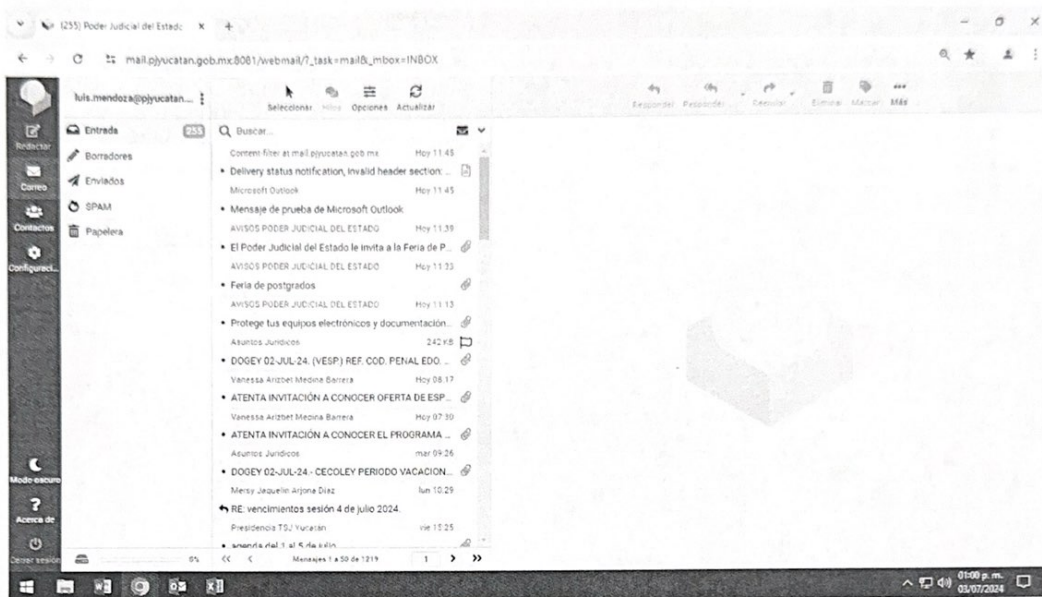 (255) Poder Judicial del Estado
mail.pjyucatan.gob.mx:8081/webmail/?_task=mail&_mbox=INBOX
luis.mendoza@pjyucatan....
Seleccionar
Hilos
Opciones
Actualizar
Responder
Responder
Reenviar
Eliminar
Marcar
Más
Redactar
Correo
Contactos
Configuraci...
Modo oscuro
Acerca de
Cerrar sesión
Entrada 255
Borradores
Enviados
SPAM
Papelera
Buscar...
Content-filter at mail.pjyucatan.gob.mx Hoy 11:45
Delivery status notification, invalid header section: ...
Microsoft Outlook Hoy 11:45
Mensaje de prueba de Microsoft Outlook
AVISOS PODER JUDICIAL DEL ESTADO Hoy 11:39
El Poder Judicial del Estado le invita a la Feria de P...
AVISOS PODER JUDICIAL DEL ESTADO Hoy 11:33
Feria de postgrados
AVISOS PODER JUDICIAL DEL ESTADO Hoy 11:13
Protege tus equipos electrónicos y documentación...
Asuntos Juridicos 242 KB
DOGEY 02-JUL-24. (VESP.) REF. COD. PENAL EDO. ...
Vanessa Arizbet Medina Barrera Hoy 08:17
ATENTA INVITACIÓN A CONOCER OFERTA DE ESP...
Vanessa Arizbet Medina Barrera Hoy 07:30
ATENTA INVITACIÓN A CONOCER EL PROGRAMA ...
Asuntos Juridicos mar 09:26
DOGEY 02-JUL-24.- CECOLEY PERIODO VACACION...
Mersy Jaquelin Arjona Díaz lun 10:29
RE: vencimientos sesión 4 de julio 2024.
Presidencia TSJ Yucatán vie 15:25
agenda del 1 al 5 de julio
Mensajes 1 a 50 de 1219
1
01:00 p. m.
03/07/2024